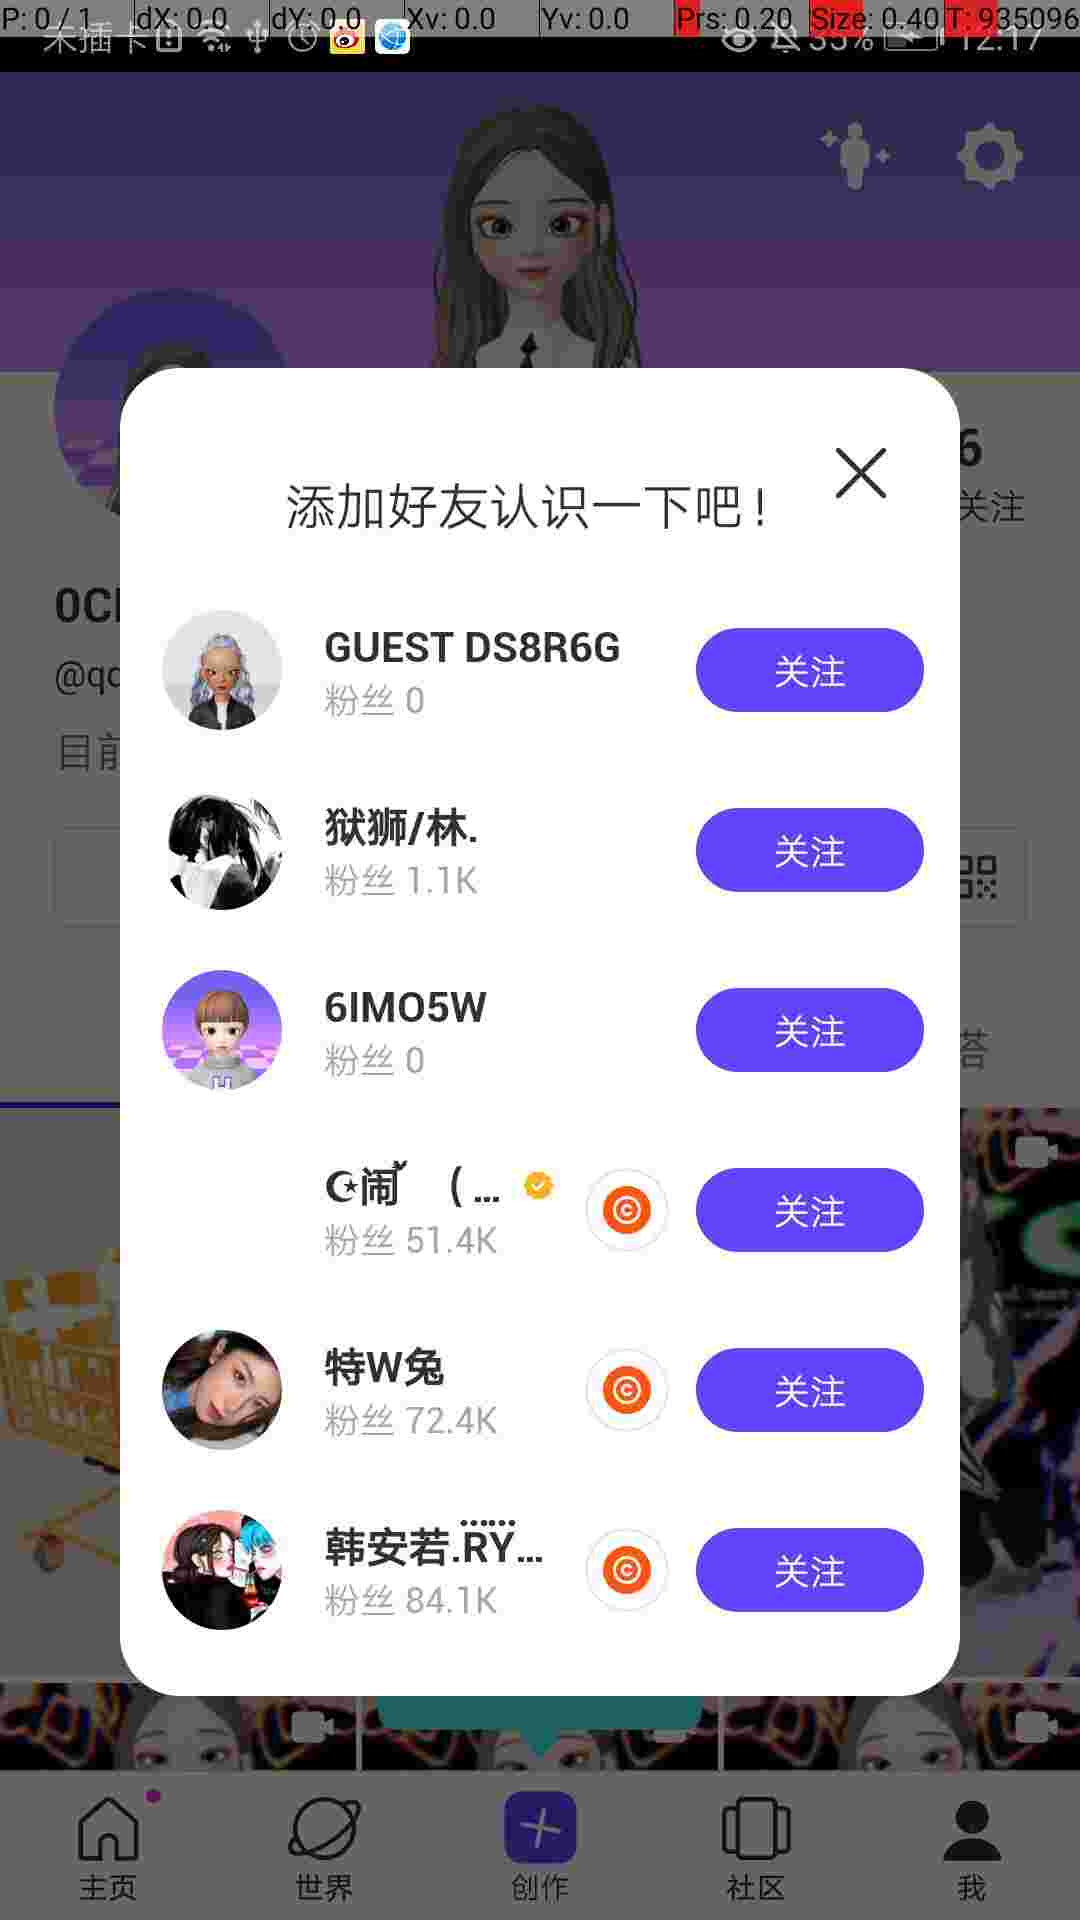 P: 0 / 1 dX: 0.0 dY: 0.0 Xv: 0.0 Yv: 0.0 Prs: 0.20 Size: 0.40 T: 935096
未插卡 35% 12:17
6
关注
添加好友认识一下吧!
0C
@qc
目前
GUEST DS8R6G
粉丝 0
关注
狱狮/林.
粉丝 1.1K
关注
6IMO5W
粉丝 0
关注
答
☪闹 ( ...
粉丝 51.4K
关注
特W兔
粉丝 72.4K
关注
韩安若.RY...
粉丝 84.1K
关注
主页 世界 创作 社区 我